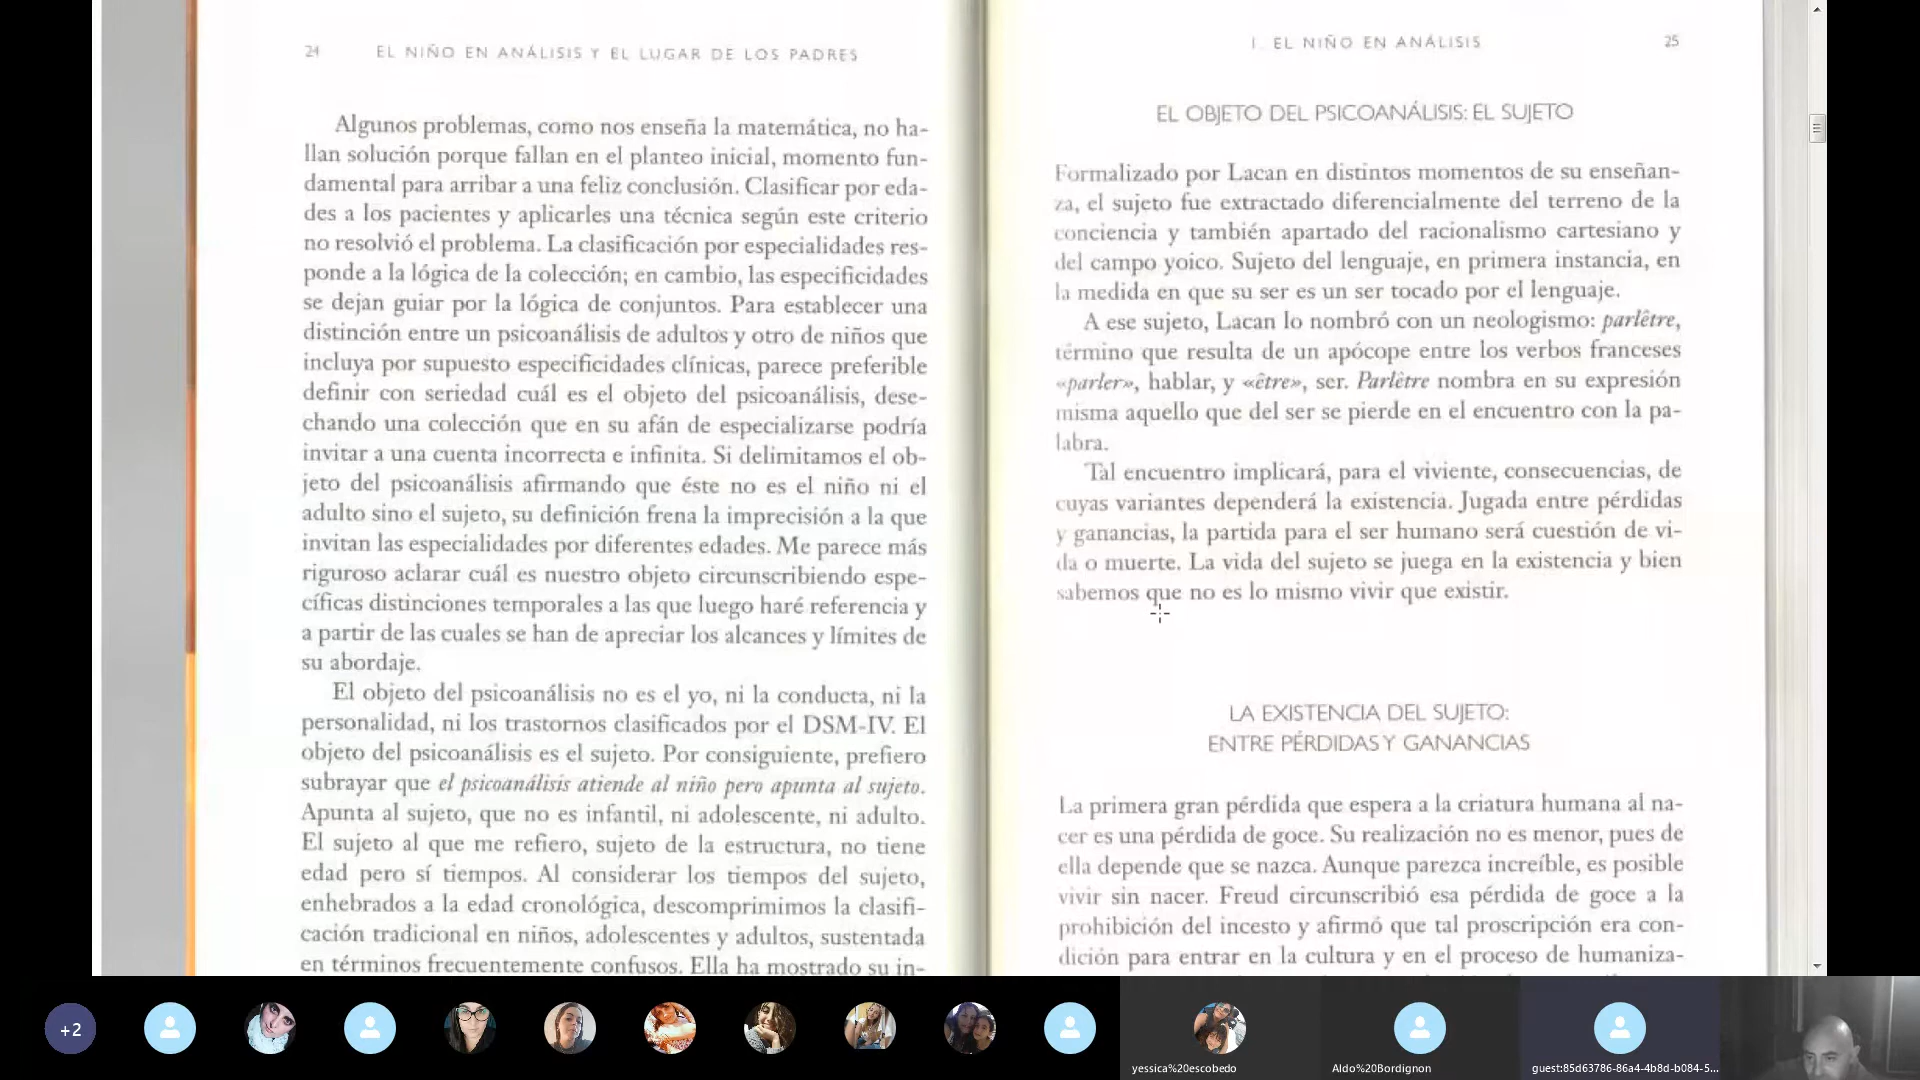 24 EL NIÑO EN ANÁLISIS Y EL LUGAR DE LOS PADRES
Algunos problemas, como nos enseña la matemática, no ha-
llan solución porque fallan en el planteo inicial, momento fun-
damental para arribar a una feliz conclusión. Clasificar por eda-
des a los pacientes y aplicarles una técnica según este criterio
no resolvió el problema. La clasificación por especialidades res-
ponde a la lógica de la colección; en cambio, las especificidades
se dejan guiar por la lógica de conjuntos. Para establecer una
distinción entre un psicoanálisis de adultos y otro de niños que
incluya por supuesto especificidades clínicas, parece preferible
definir con seriedad cuál es el objeto del psicoanálisis, dese-
chando una colección que en su afán de especializarse podría
invitar a una cuenta incorrecta e infinita. Si delimitamos el ob-
jeto del psicoanálisis afirmando que éste no es el niño ni el
adulto sino el sujeto, su definición frena la imprecisión a la que
invitan las especialidades por diferentes edades. Me parece más
riguroso aclarar cuál es nuestro objeto circunscribiendo espe-
cíficas distinciones temporales a las que luego haré referencia y
a partir de las cuales se han de apreciar los alcances y límites de
su abordaje.
El objeto del psicoanálisis no es el yo, ni la conducta, ni la
personalidad, ni los trastornos clasificados por el DSM-IV. El
objeto del psicoanálisis es el sujeto. Por consiguiente, prefiero
subrayar que el psicoanálisis atiende al niño pero apunta al sujeto.
Apunta al sujeto, que no es infantil, ni adolescente, ni adulto.
El sujeto al que me refiero, sujeto de la estructura, no tiene
edad pero sí tiempos. Al considerar los tiempos del sujeto,
enhebrados a la edad cronológica, descomprimimos la clasifi-
cación tradicional en niños, adolescentes y adultos, sustentada
en términos frecuentemente confusos. Ella ha mostrado su in-
I. EL NIÑO EN ANÁLISIS 25
EL OBJETO DEL PSICOANÁLISIS: EL SUJETO
Formalizado por Lacan en distintos momentos de su enseñan-
za, el sujeto fue extractado diferencialmente del terreno de la
conciencia y también apartado del racionalismo cartesiano y
del campo yoico. Sujeto del lenguaje, en primera instancia, en
la medida en que su ser es un ser tocado por el lenguaje.
A ese sujeto, Lacan lo nombró con un neologismo: parlêtre,
término que resulta de un apócope entre los verbos franceses
«parler», hablar, y «être», ser. Parlêtre nombra en su expresión
misma aquello que del ser se pierde en el encuentro con la pa-
labra.
Tal encuentro implicará, para el viviente, consecuencias, de
cuyas variantes dependerá la existencia. Jugada entre pérdidas
y ganancias, la partida para el ser humano será cuestión de vi-
da o muerte. La vida del sujeto se juega en la existencia y bien
sabemos que no es lo mismo vivir que existir.
LA EXISTENCIA DEL SUJETO:
ENTRE PÉRDIDAS Y GANANCIAS
La primera gran pérdida que espera a la criatura humana al na-
cer es una pérdida de goce. Su realización no es menor, pues de
ella depende que se nazca. Aunque parezca increíble, es posible
vivir sin nacer. Freud circunscribió esa pérdida de goce a la
prohibición del incesto y afirmó que tal proscripción era con-
dición para entrar en la cultura y en el proceso de humaniza-
+2
yessica%20escobedo
Aldo%20Bordignon
guest:85d63786-86a4-4b8d-b084-5...